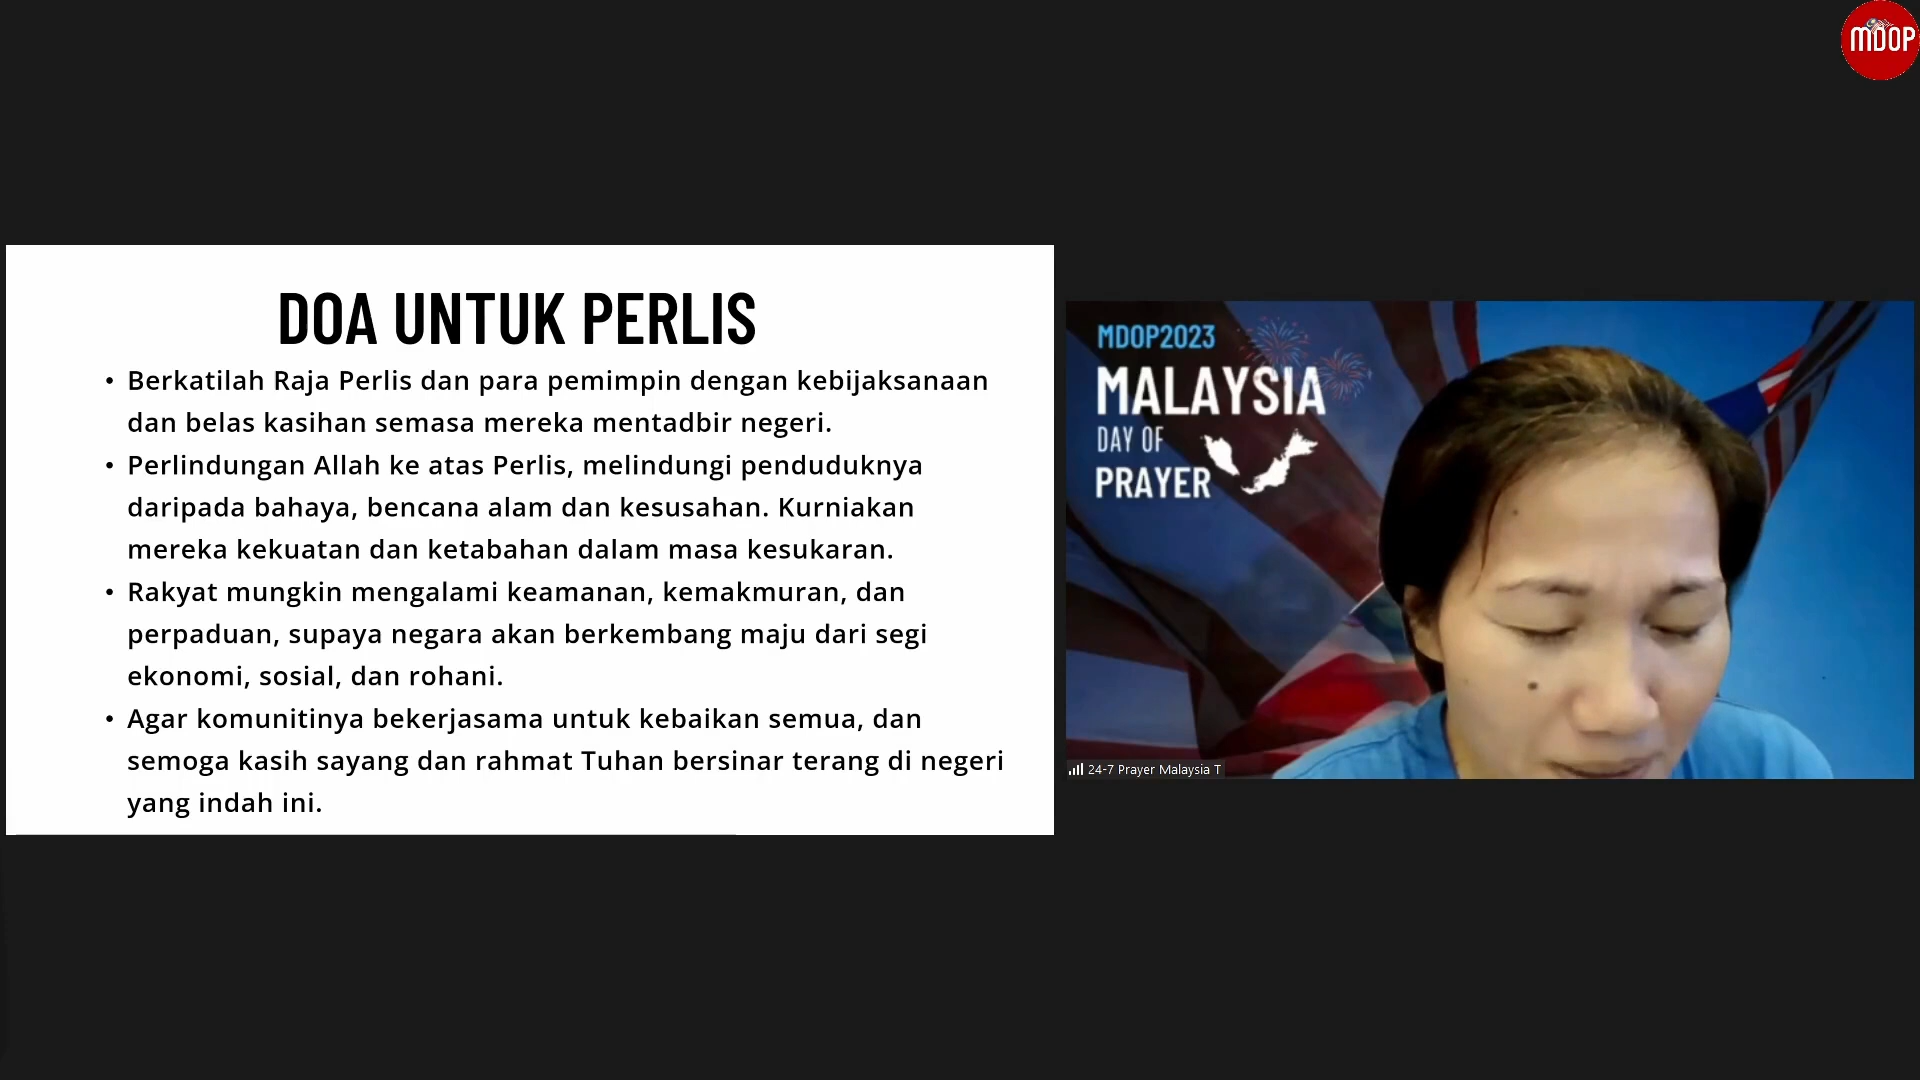 MDOP
DOA UNTUK PERLIS
• Berkatilah Raja Perlis dan para pemimpin dengan kebijaksanaan
dan belas kasihan semasa mereka mentadbir negeri.
• Perlindungan Allah ke atas Perlis, melindungi penduduknya
daripada bahaya, bencana alam dan kesusahan. Kurniakan
mereka kekuatan dan ketabahan dalam masa kesukaran.
• Rakyat mungkin mengalami keamanan, kemakmuran, dan
perpaduan, supaya negara akan berkembang maju dari segi
ekonomi, sosial, dan rohani.
• Agar komunitinya bekerjasama untuk kebaikan semua, dan
semoga kasih sayang dan rahmat Tuhan bersinar terang di negeri
yang indah ini.
MDOP2023
MALAYSIA
DAY OF
PRAYER
24-7 Prayer Malaysia T